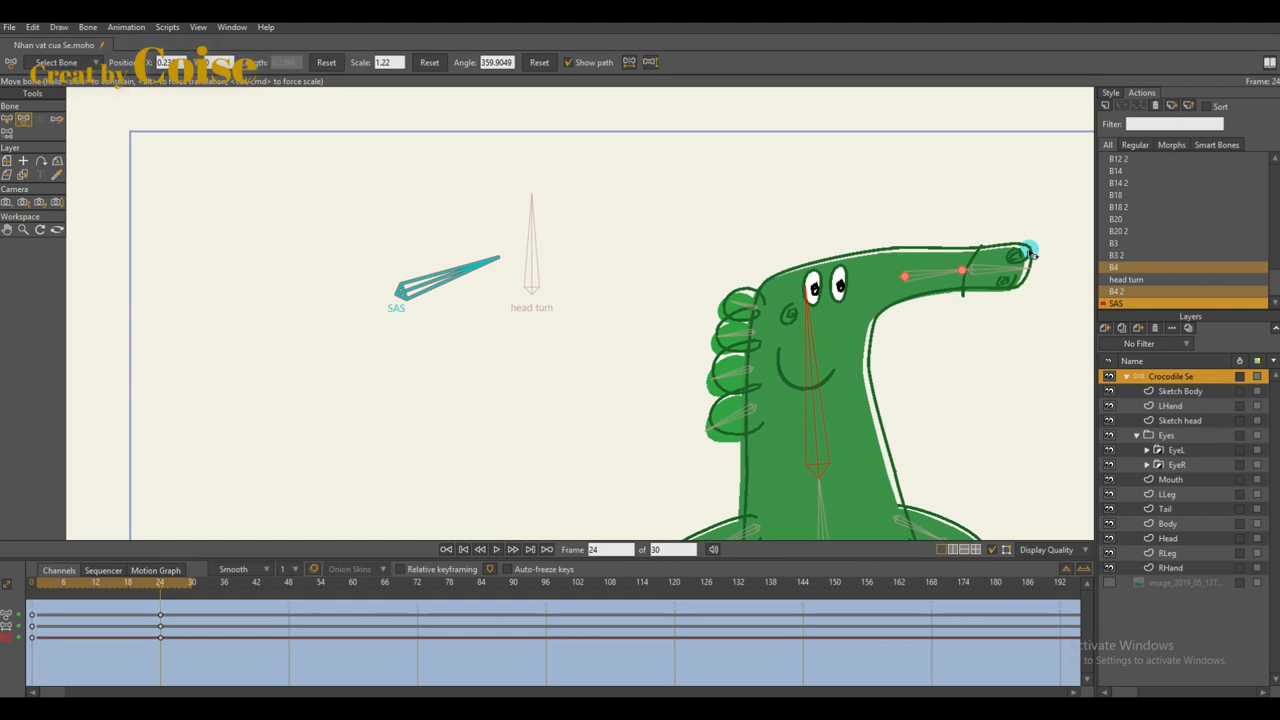 File Edit Draw Bone Animation Scripts View Window Help
Nhan vat cua Se.moho
Creat by Coise
Select Bone Position X: Reset Scale: 1.22 Reset Angle: 359.9049 Reset Show path
Frame: 24
Tools
Bone
Layer
Camera
Workspace
SAS
head turn
Style Actions
Sort
Filter:
All Regular Morphs Smart Bones
B12 2
B14
B14 2
B18
B18 2
B20
B20 2
B3
B3 2
B4
head turn
B4 2
SAS
Layers
No Filter
Name
Crocodile Se
Sketch Body
LHand
Sketch head
Eyes
EyeL
EyeR
Mouth
LLeg
Tail
Body
Head
RLeg
RHand
image_2019_05_13T...
Frame 24 of 30 Display Quality
Channels Sequencer Motion Graph Smooth 1 Onion Skins Relative keyframing Auto-freeze keys
0 6 12 18 24 30 36 42 48 54 60 66 72 78 84 90 96 102 108 114 120 126 132 138 144 150 156 162 168 174 180 186 192
Activate Windows
to Settings to activate Windows.